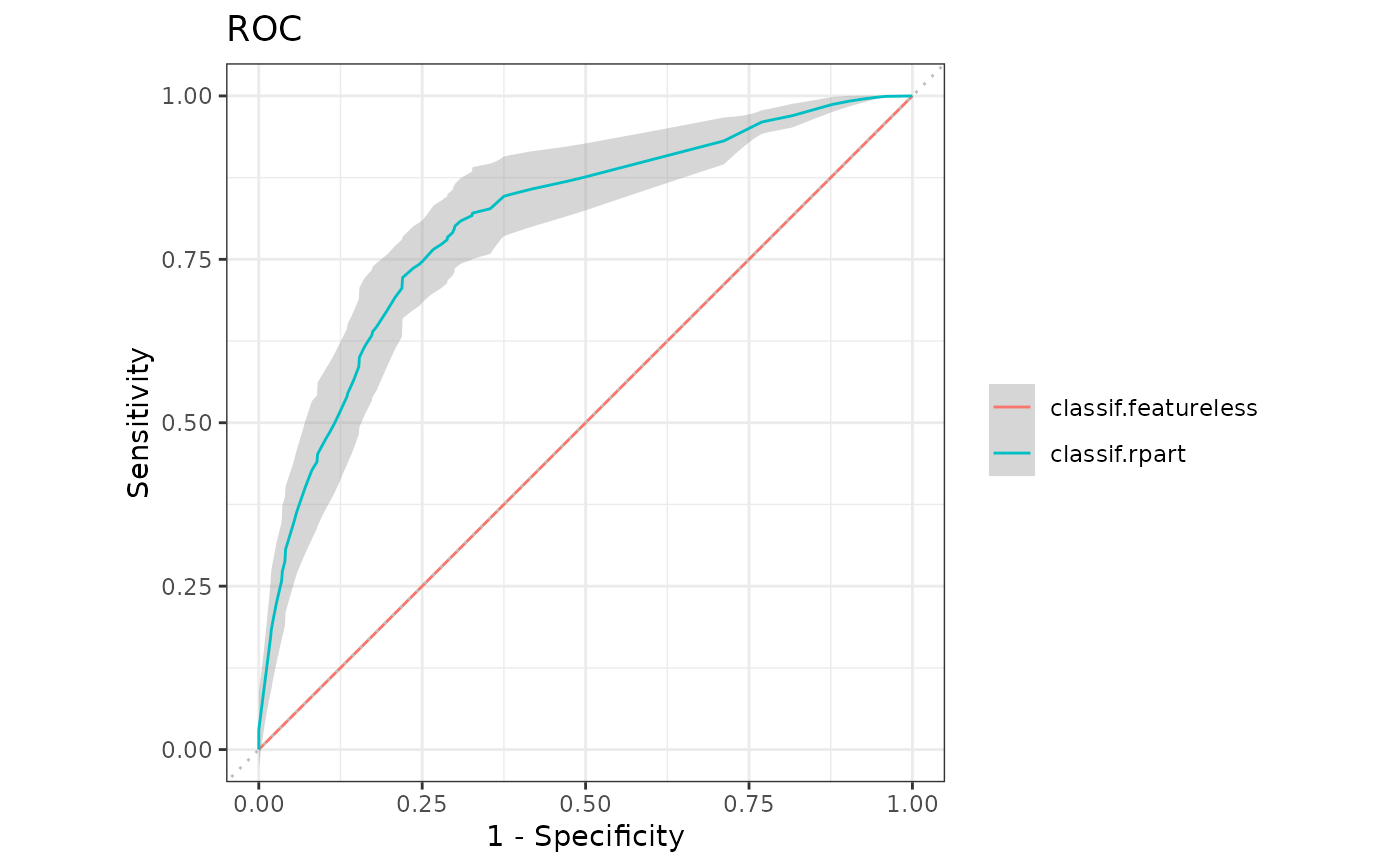 ROC
1.00
0.75
0.50
0.25
0.00
Sensitivity
0.00 0.25 0.50 0.75 1.00
1 - Specificity
classif.featureless
classif.rpart